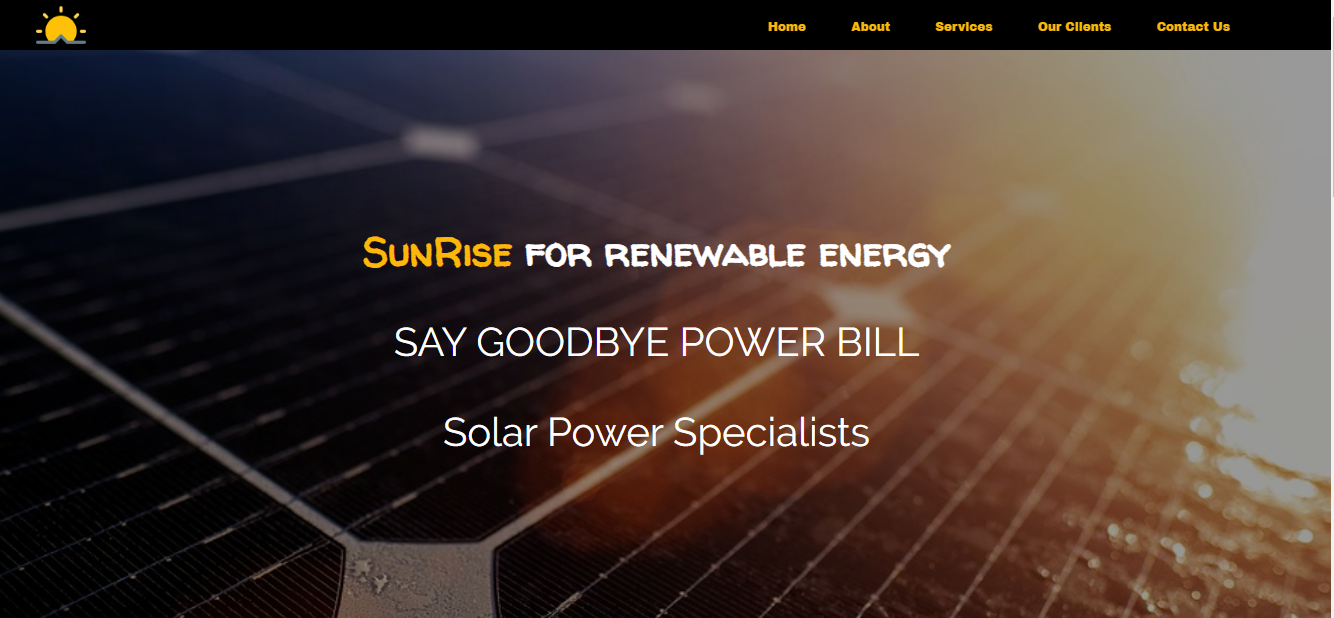 Home About Services Our Clients Contact Us
SunRise for renewable energy
SAY GOODBYE POWER BILL
Solar Power Specialists